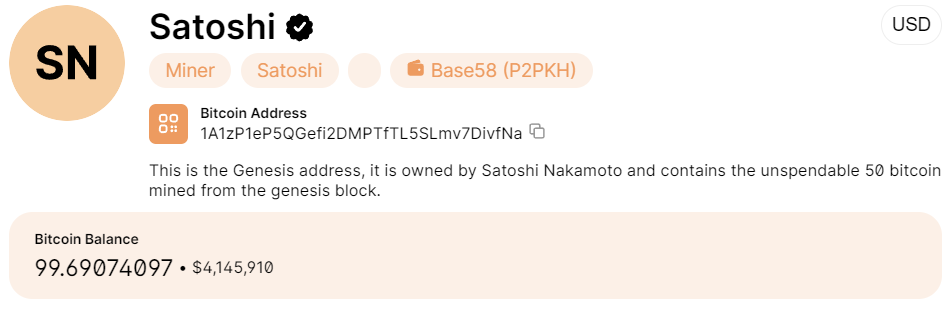 SN
Satoshi
USD
Miner
Satoshi
Base58 (P2PKH)
Bitcoin Address
1A1zP1eP5QGefi2DMPTfTL5SLmv7DivfNa
This is the Genesis address, it is owned by Satoshi Nakamoto and contains the unspendable 50 bitcoin
mined from the genesis block.
Bitcoin Balance
99.69074097 • $4,145,910